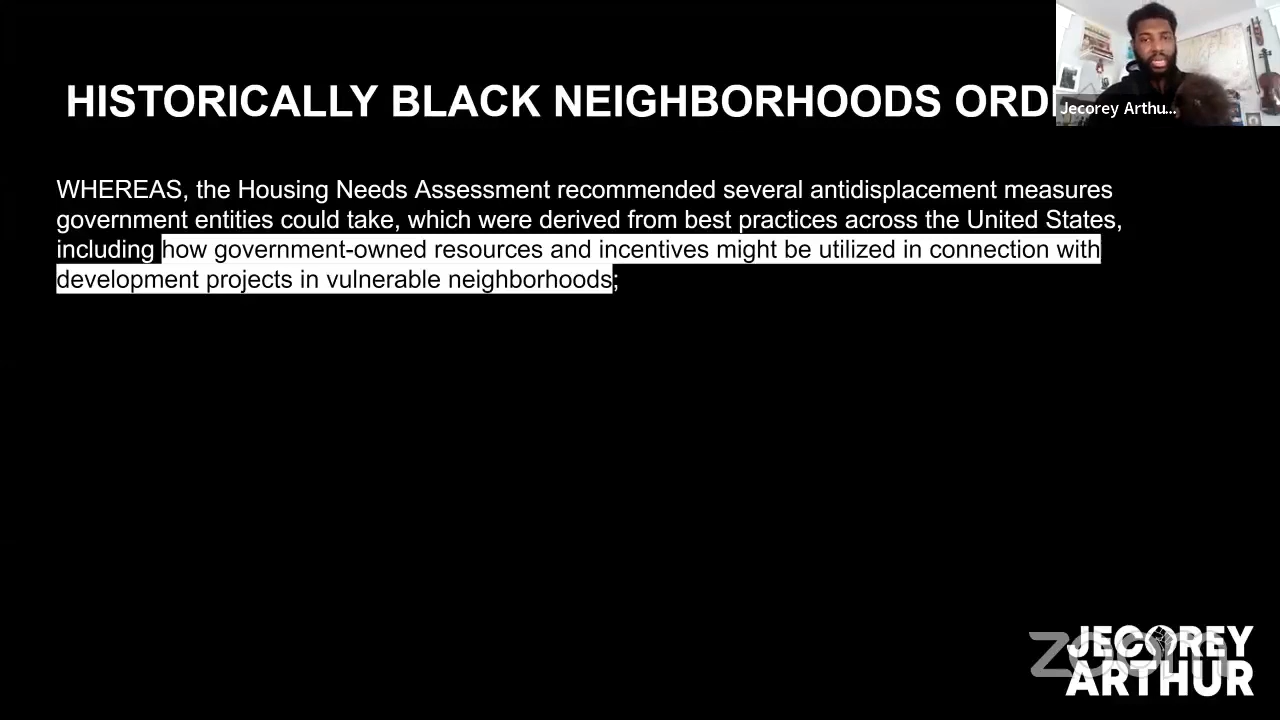 HISTORICALLY BLACK NEIGHBORHOODS ORDI
Jecorey Arthu...
WHEREAS, the Housing Needs Assessment recommended several antidisplacement measures
government entities could take, which were derived from best practices across the United States,
including how government-owned resources and incentives might be utilized in connection with
development projects in vulnerable neighborhoods;
zoom
JECOREY
ARTHUR